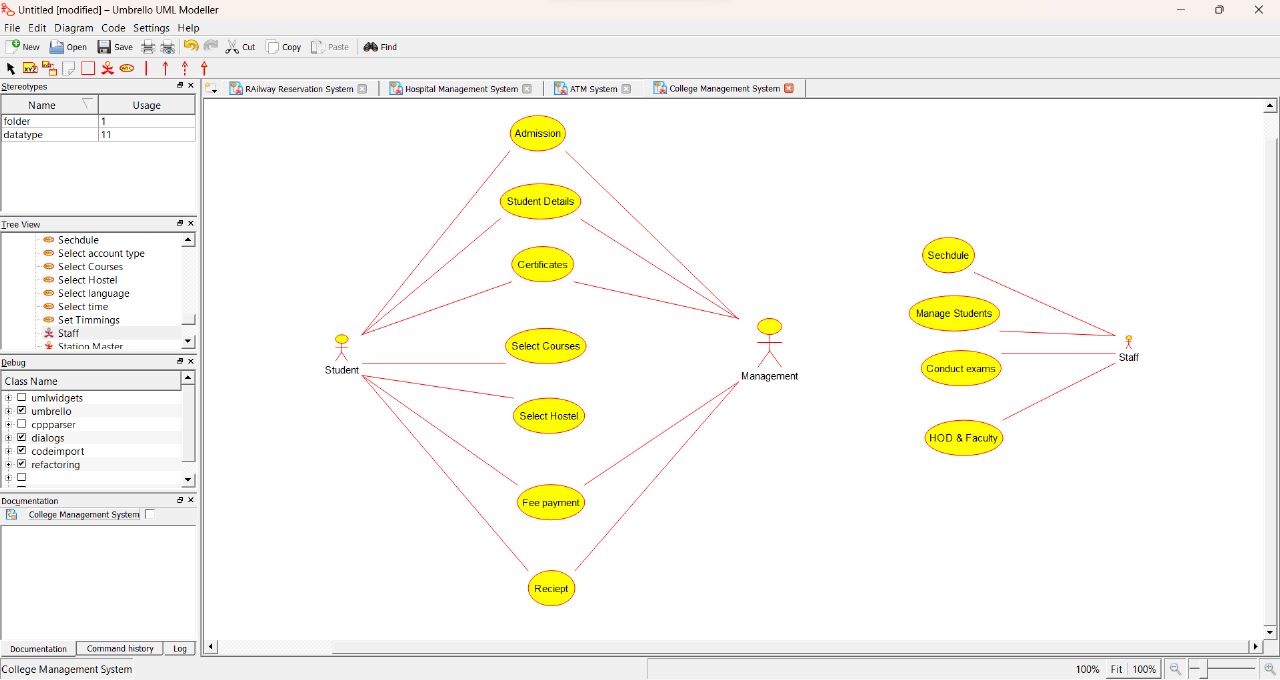 Untitled [modified] – Umbrello UML Modeller
File Edit Diagram Code Settings Help
New Open Save Cut Copy Paste Find
Stereotypes
Name Usage
folder 1
datatype 11
Tree View
Sechdule
Select account type
Select Courses
Select Hostel
Select language
Select time
Set Timmings
Staff
Station Master
Debug
Class Name
umlwidgets
umbrello
cppparser
dialogs
codeimport
refactoring
Documentation
College Management System
Documentation Command history Log
RAilway Reservation System Hospital Management System ATM System College Management System
Admission
Student Details
Certificates
Select Courses
Select Hostel
Fee payment
Reciept
Student
Management
Sechdule
Manage Students
Conduct exams
HOD & Faculty
Staff
College Management System
100% Fit 100%